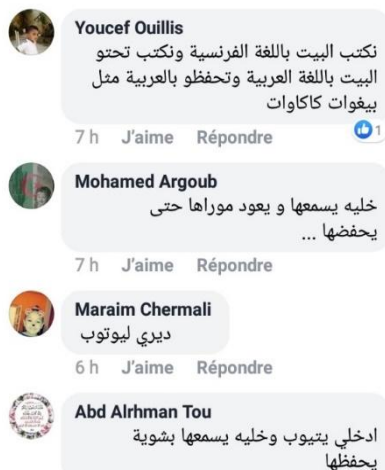 Youcef Ouillis
نكتب البيت باللغة الفرنسية ونكتب تحتو
البيت باللغة العربية وتحفظو بالعربية مثل
بيغوات كاكاوات
7 h J'aime Répondre
1
Mohamed Argoub
خليه يسمعها و يعود موراها حتى
يحفضها ...
7 h J'aime Répondre
Maraim Chermali
ديري ليوتوب
6 h J'aime Répondre
Abd Alrhman Tou
ادخلي يتيوب وخليه يسمعها بشوية
يحفظها